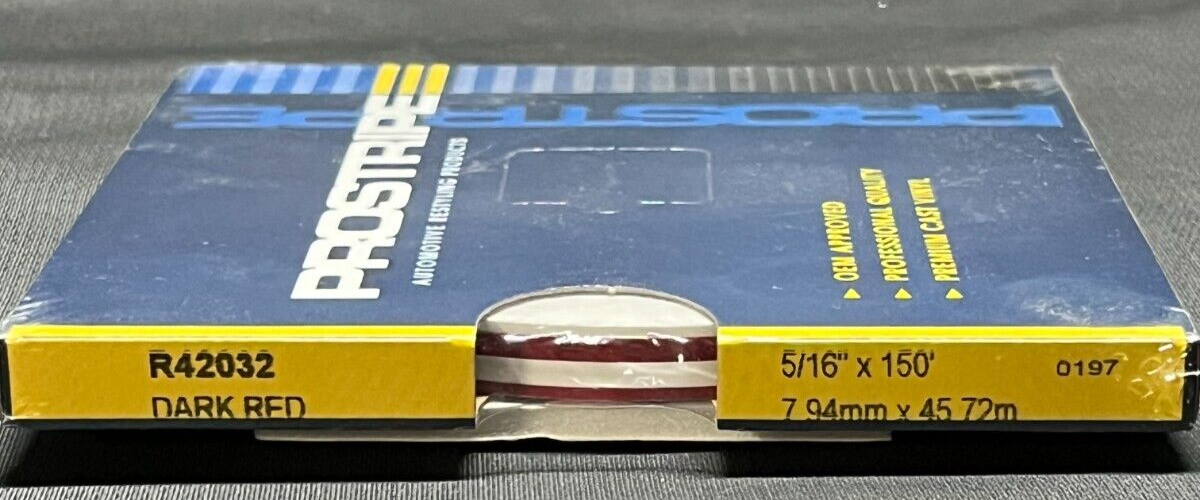 PROSTRIPE
PROSTRIPE
AUTOMOTIVE RESTYLING PRODUCTS
OEM APPROVED
PROFESSIONAL QUALITY
PREMIUM CAST VINYL
R42032
DARK RED
5/16" x 150'
0197
7.94mm x 45.72m